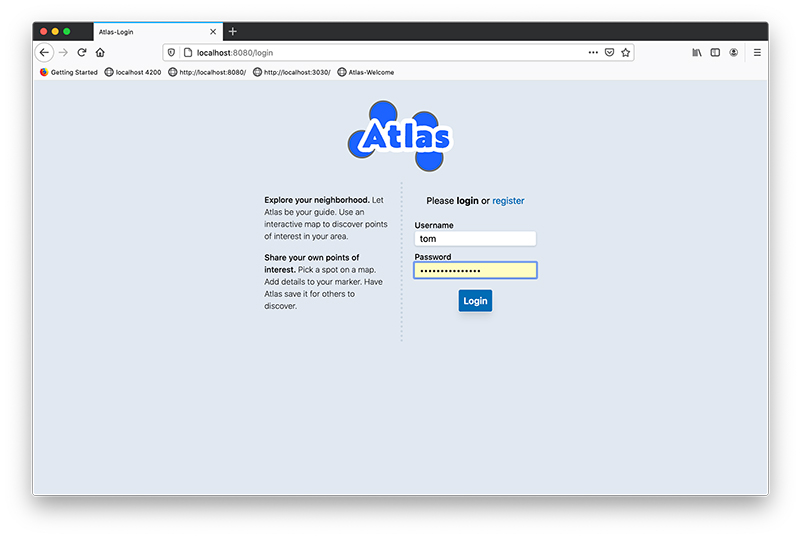 Atlas-Login
localhost:8080/login
Getting Started localhost 4200 http://localhost:8080/ http://localhost:3030/ Atlas-Welcome
Atlas
Explore your neighborhood. Let
Atlas be your guide. Use an
interactive map to discover points
of interest in your area.
Share your own points of
interest. Pick a spot on a map.
Add details to your marker. Have
Atlas save it for others to
discover.
Please login or register
Username
tom
Password
Login